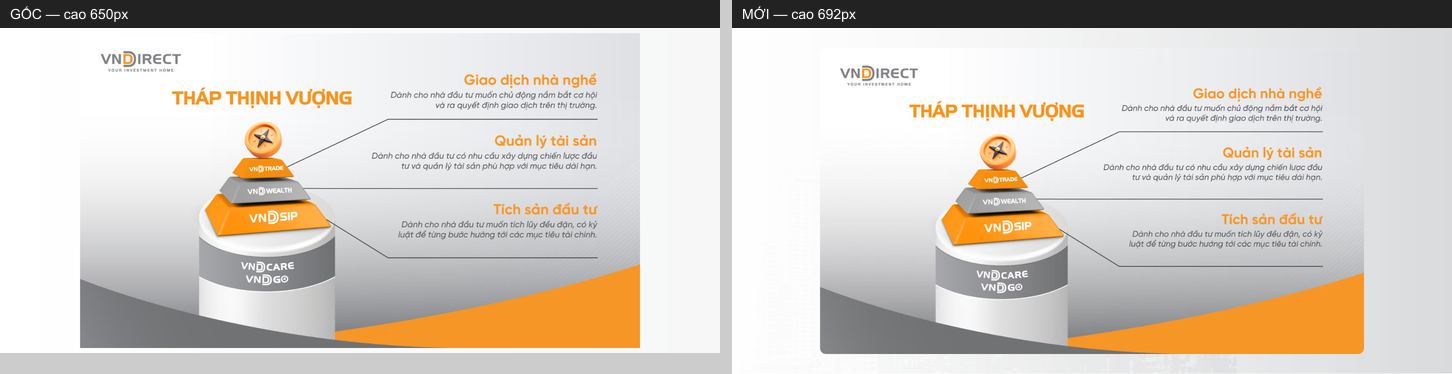 GỐC — cao 650px
VNDIRECT
YOUR INVESTMENT HOME
THÁP THỊNH VƯỢNG
Giao dịch nhà nghề
Dành cho nhà đầu tư muốn chủ động nắm bắt cơ hội
và ra quyết định giao dịch trên thị trường.
Quản lý tài sản
Dành cho nhà đầu tư có nhu cầu xây dựng chiến lược đầu
tư và quản lý tài sản phù hợp với mục tiêu dài hạn.
Tích sản đầu tư
Dành cho nhà đầu tư muốn tích lũy đều đặn, có kỷ
luật để từng bước hướng tới các mục tiêu tài chính.
VNDTRADE
VNDWEALTH
VNDSIP
VNDCARE
VNDGO
MỚI — cao 692px
VNDIRECT
YOUR INVESTMENT HOME
THÁP THỊNH VƯỢNG
Giao dịch nhà nghề
Dành cho nhà đầu tư muốn chủ động nắm bắt cơ hội
và ra quyết định giao dịch trên thị trường.
Quản lý tài sản
Dành cho nhà đầu tư có nhu cầu xây dựng chiến lược đầu
tư và quản lý tài sản phù hợp với mục tiêu dài hạn.
Tích sản đầu tư
Dành cho nhà đầu tư muốn tích lũy đều đặn, có kỷ
luật để từng bước hướng tới các mục tiêu tài chính.
VNDTRADE
VNDWEALTH
VNDSIP
VNDCARE
VNDGO